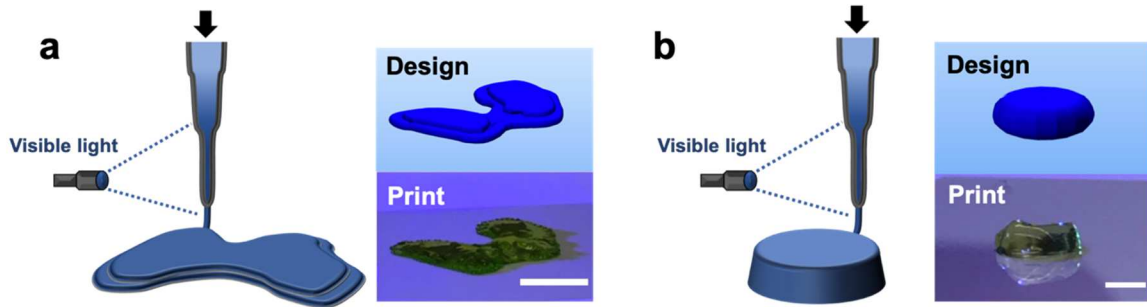 a
Visible light
Design
Print
b
Visible light
Design
Print